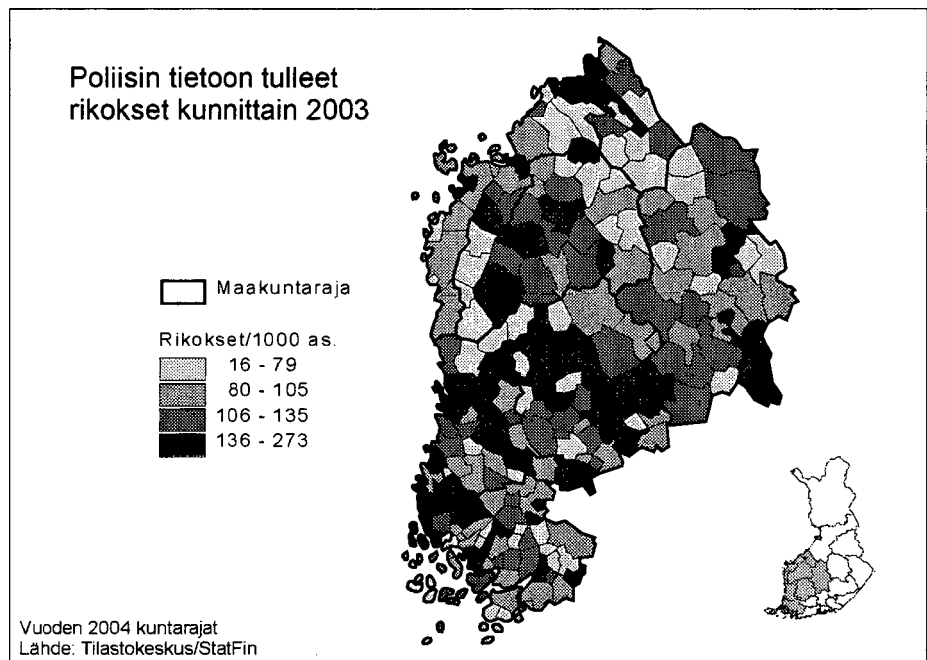 Poliisin tietoon tulleet
rikokset kunnittain 2003
Maakuntaraja
Rikokset/1000 as.
16 - 79
80 - 105
106 - 135
136 - 273
Vuoden 2004 kuntarajat
Lähde: Tilastokeskus/StatFin